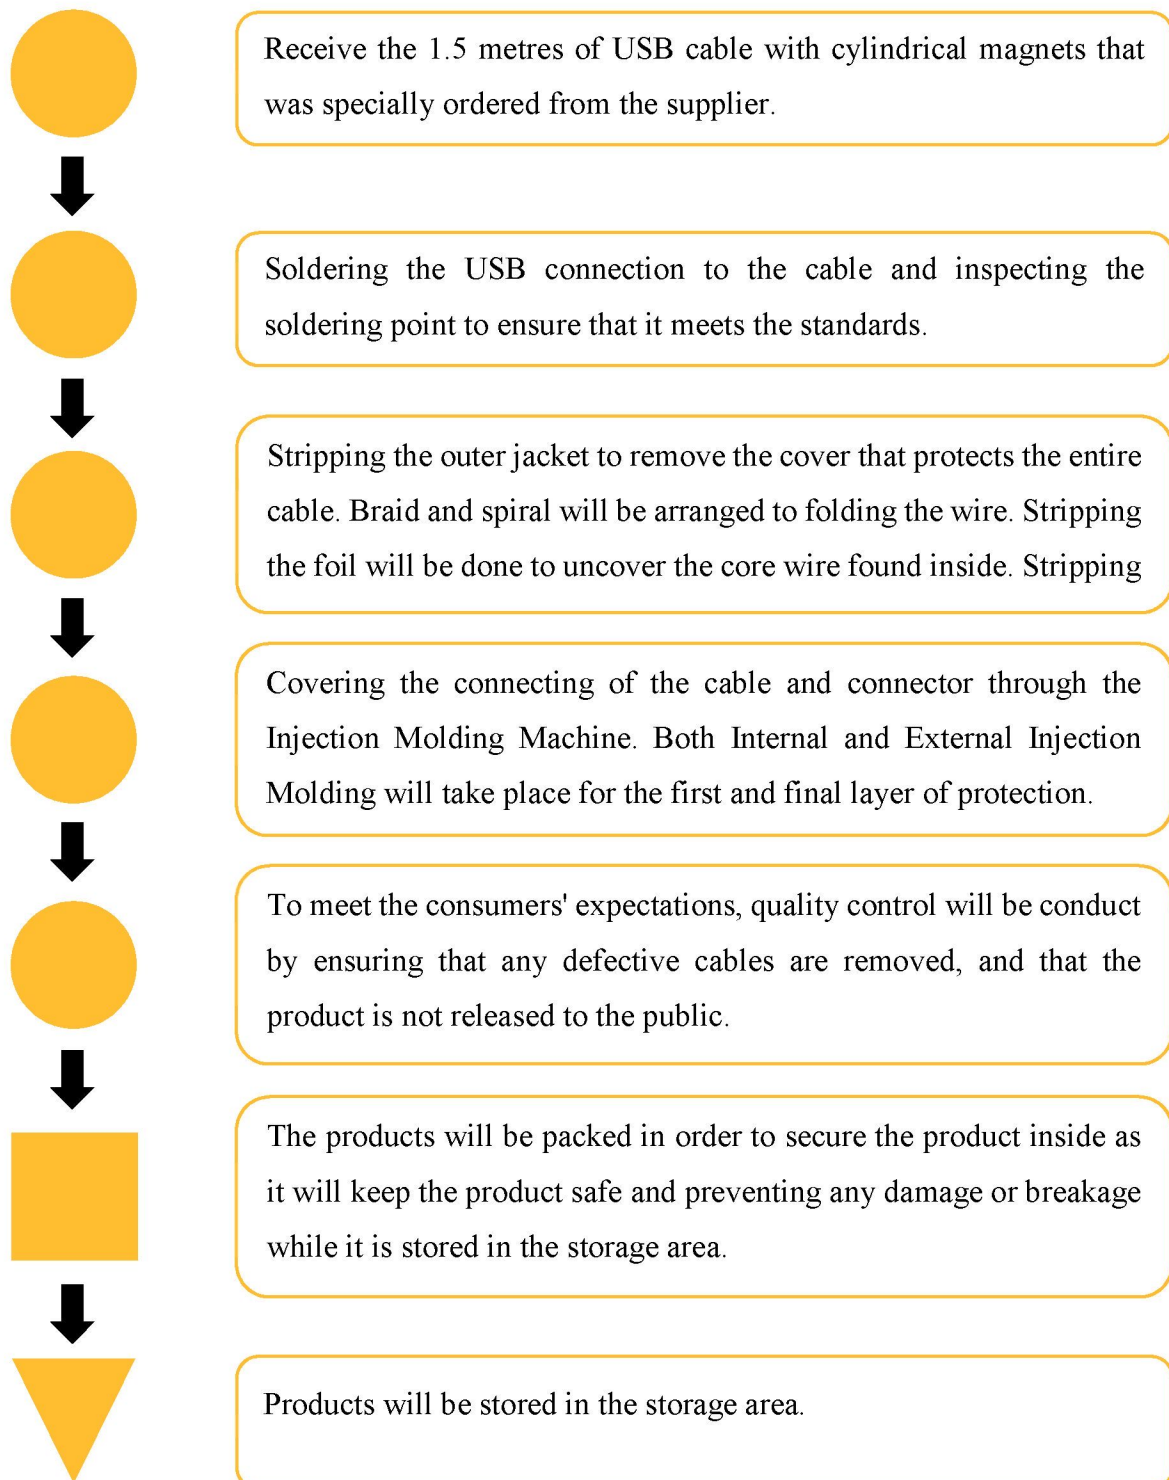 Receive the 1.5 metres of USB cable with cylindrical magnets that
was specially ordered from the supplier.
Soldering the USB connection to the cable and inspecting the
soldering point to ensure that it meets the standards.
Stripping the outer jacket to remove the cover that protects the entire
cable. Braid and spiral will be arranged to folding the wire. Stripping
the foil will be done to uncover the core wire found inside. Stripping
Covering the connecting of the cable and connector through the
Injection Molding Machine. Both Internal and External Injection
Molding will take place for the first and final layer of protection.
To meet the consumers' expectations, quality control will be conduct
by ensuring that any defective cables are removed, and that the
product is not released to the public.
The products will be packed in order to secure the product inside as
it will keep the product safe and preventing any damage or breakage
while it is stored in the storage area.
Products will be stored in the storage area.